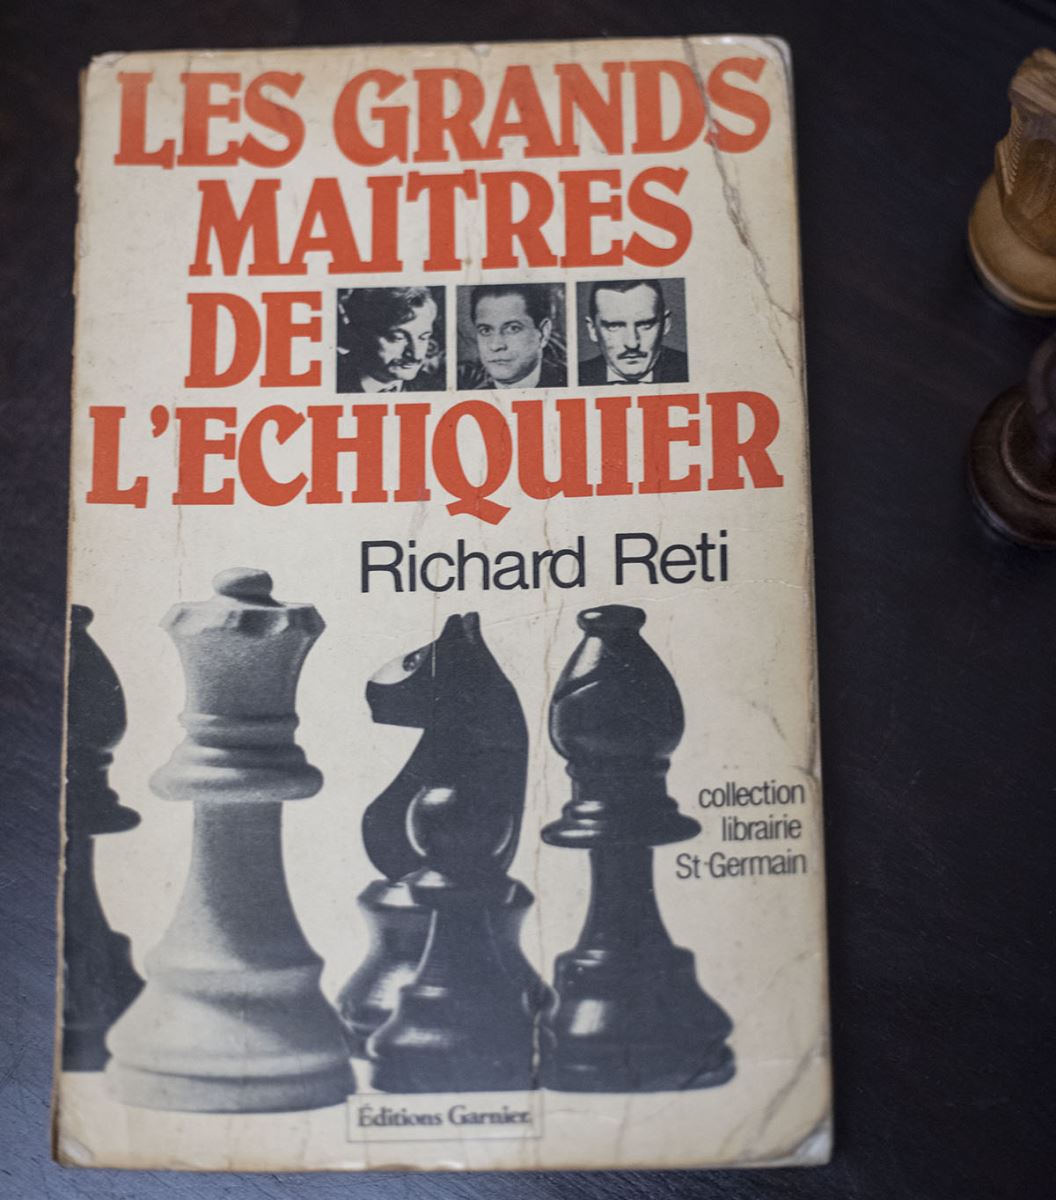 LES GRANDS
MAITRES
DE
L'ECHIQUIER
Richard Reti
collection
librairie
St-Germain
Éditions Garnier